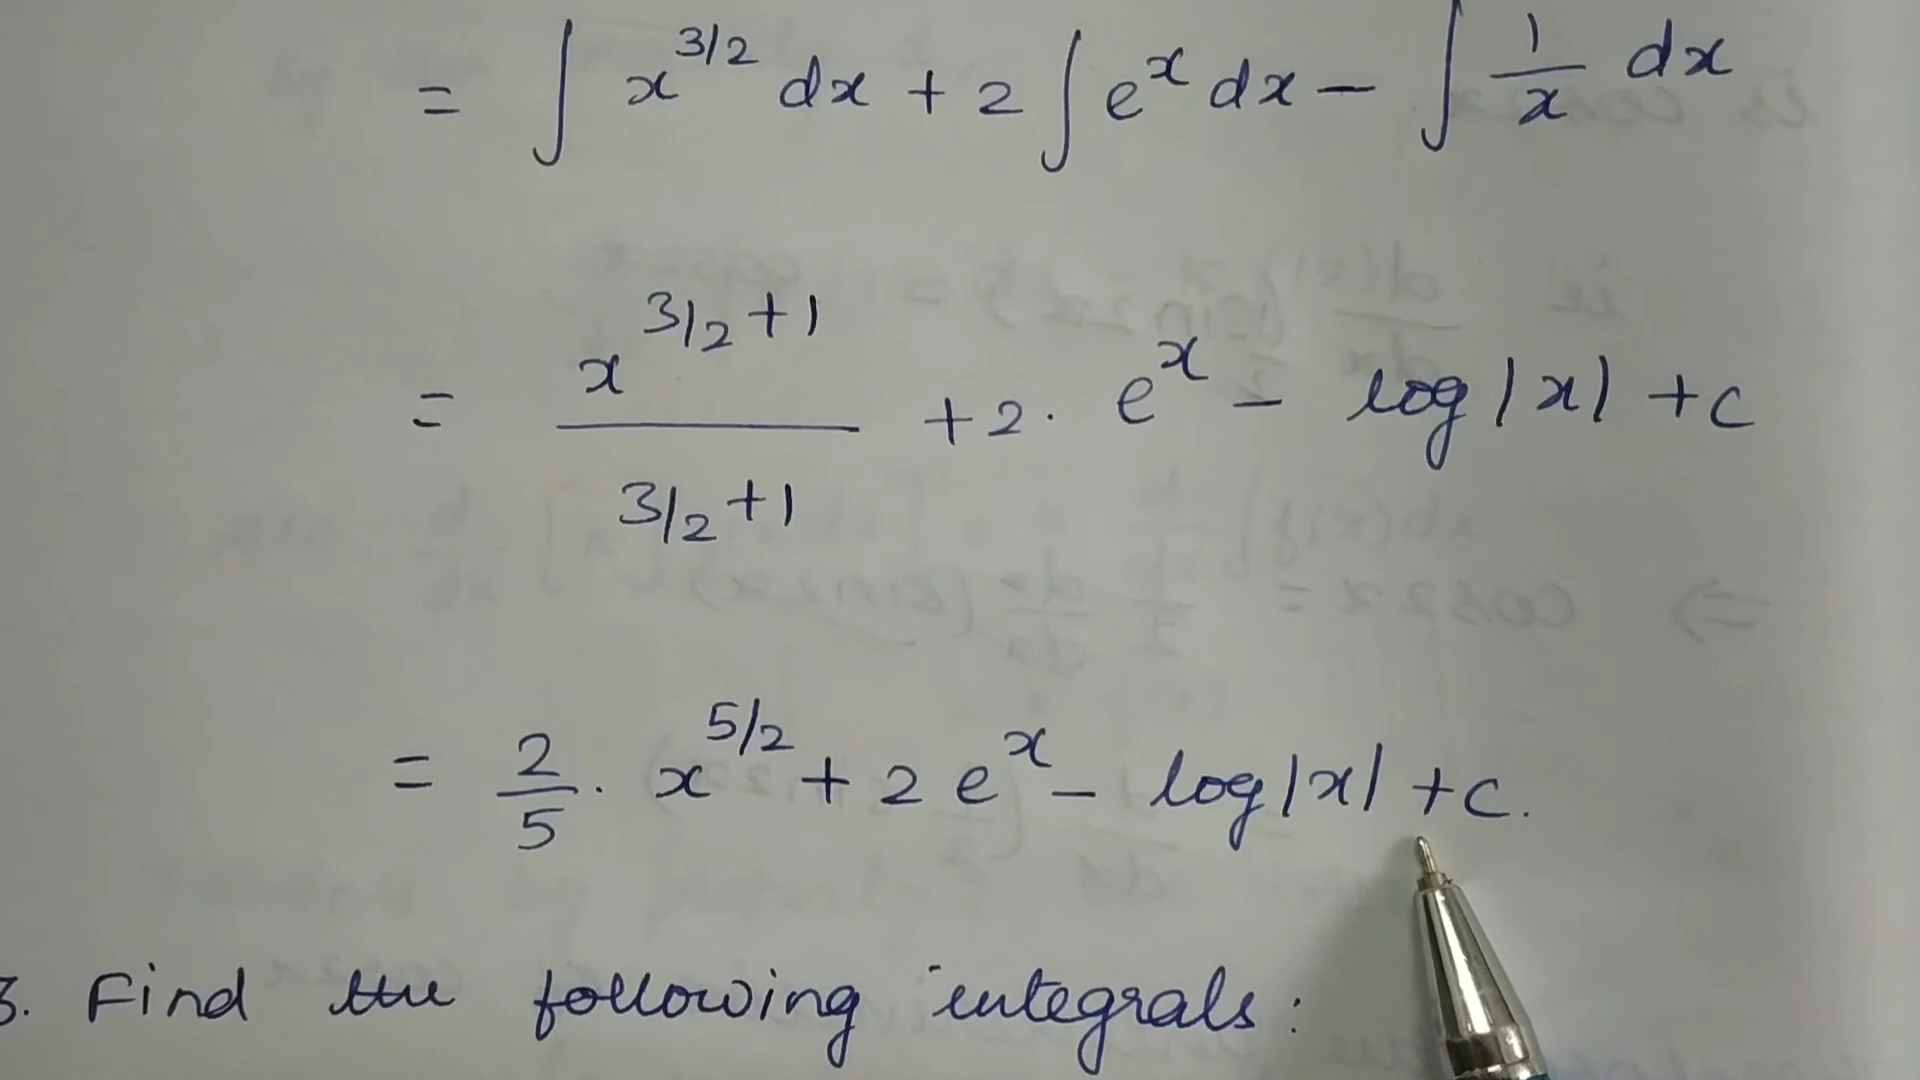 = ∫ x^{3/2} dx + 2 ∫ e^x dx − ∫ 1/x dx
= x^{3/2+1} / (3/2+1) + 2 · e^x − log|x| + c
= 2/5 · x^{5/2} + 2 e^x − log|x| + c.
3. Find the following integrals: